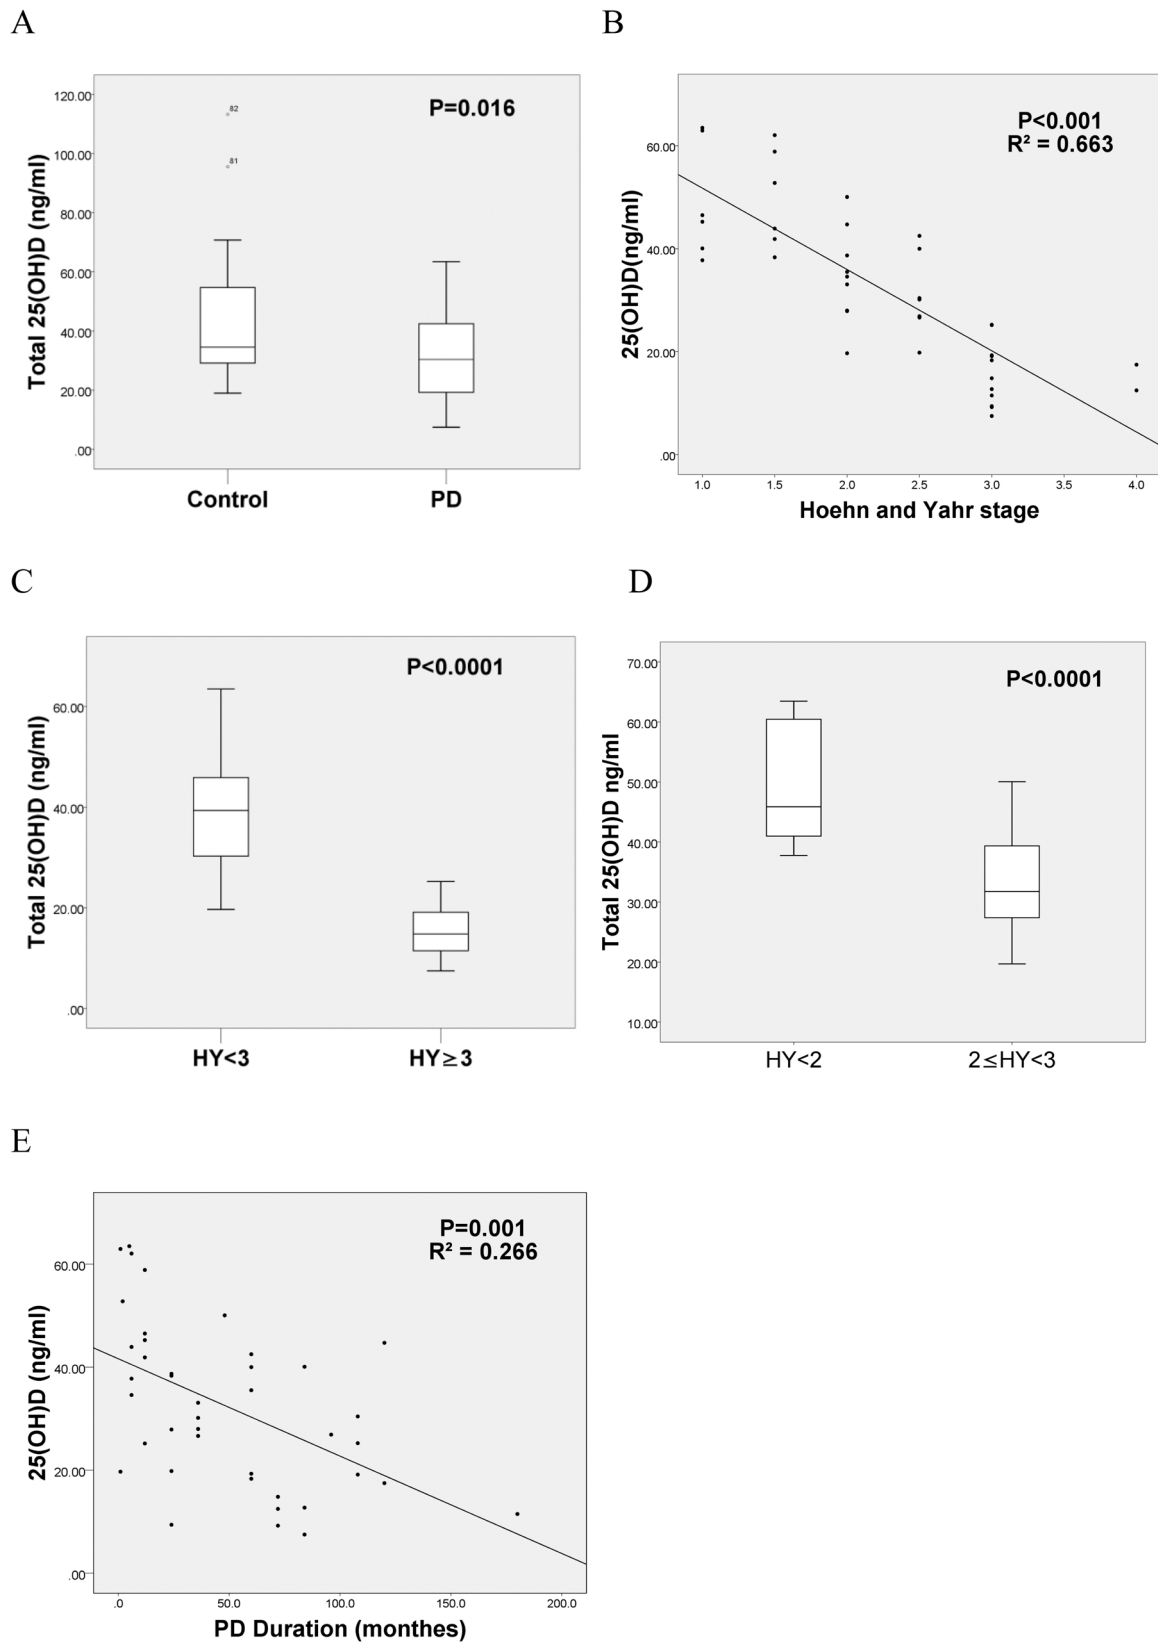 A
Total 25(OH)D (ng/ml)
120.00
100.00
80.00
60.00
40.00
20.00
.00
82
81
P=0.016
Control PD
B
25(OH)D(ng/ml)
60.00
40.00
20.00
.00
P<0.001
R² = 0.663
1.0 1.5 2.0 2.5 3.0 3.5 4.0
Hoehn and Yahr stage
C
Total 25(OH)D (ng/ml)
60.00
40.00
20.00
.00
P<0.0001
HY<3 HY≥3
D
Total 25(OH)D ng/ml
70.00
60.00
50.00
40.00
30.00
20.00
10.00
P<0.0001
HY<2 2≤HY<3
E
25(OH)D (ng/ml)
60.00
40.00
20.00
.00
P=0.001
R² = 0.266
.0 50.0 100.0 150.0 200.0
PD Duration (monthes)